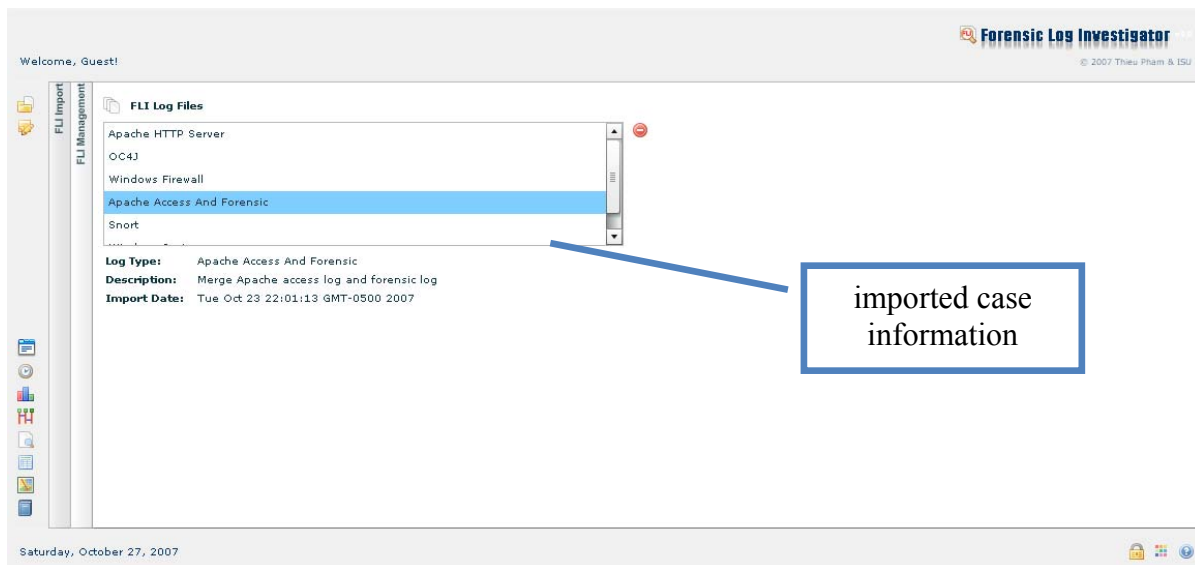 Forensic Log Investigator
Welcome, Guest!
© 2007 Thieu Pham & ISU
FLI Import
FLI Management
FLI Log Files
Apache HTTP Server
OC4J
Windows Firewall
Apache Access And Forensic
Snort
Log Type: Apache Access And Forensic
Description: Merge Apache access log and forensic log
Import Date: Tue Oct 23 22:01:13 GMT-0500 2007
imported case
information
Saturday, October 27, 2007